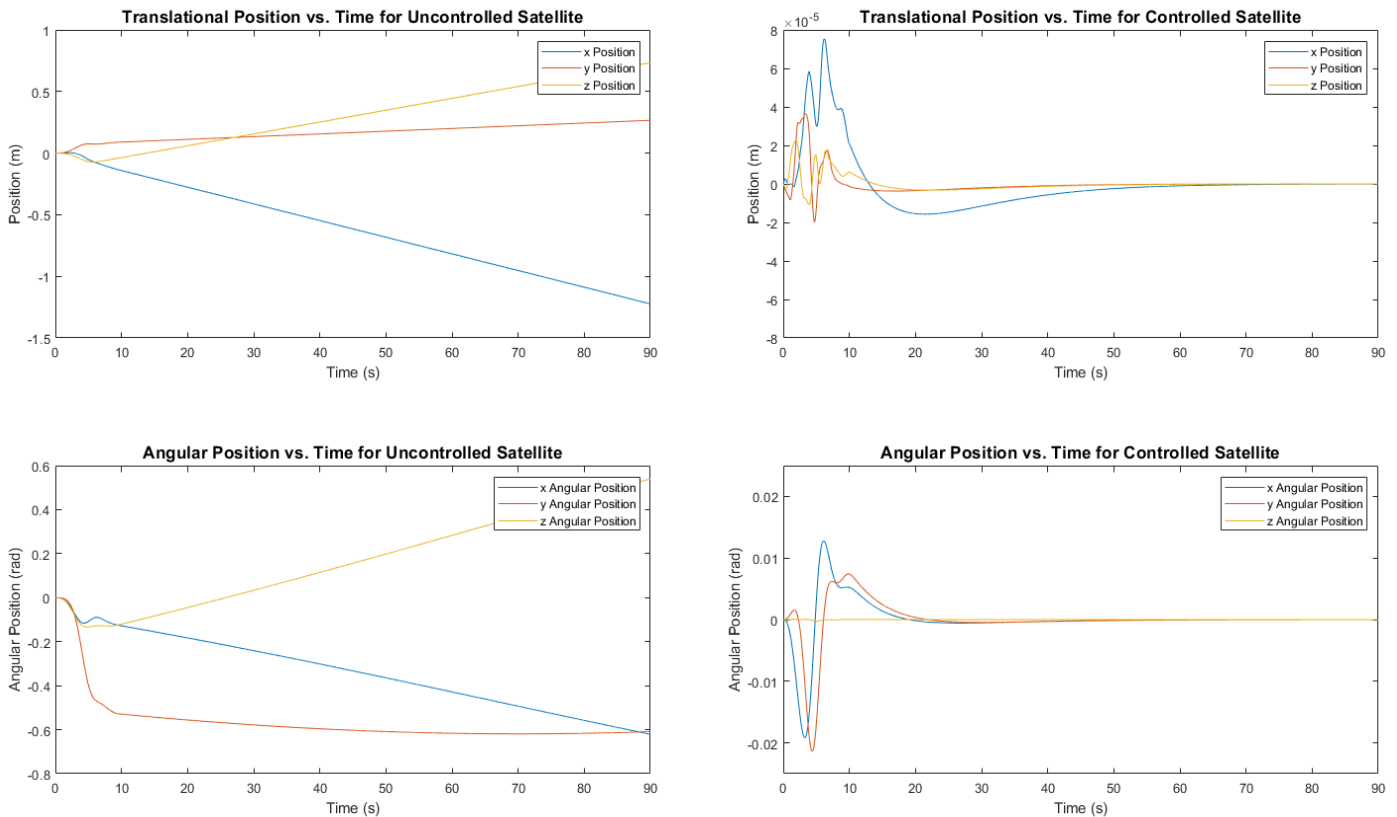 Translational Position vs. Time for Uncontrolled Satellite
1
0.5
0
-0.5
-1
-1.5
Position (m)
x Position
y Position
z Position
0 10 20 30 40 50 60 70 80 90
Time (s)
Translational Position vs. Time for Controlled Satellite
×10-5
8
6
4
2
0
-2
-4
-6
-8
Position (m)
x Position
y Position
z Position
0 10 20 30 40 50 60 70 80 90
Time (s)
Angular Position vs. Time for Uncontrolled Satellite
0.6
0.4
0.2
0
-0.2
-0.4
-0.6
-0.8
Angular Position (rad)
x Angular Position
y Angular Position
z Angular Position
0 10 20 30 40 50 60 70 80 90
Time (s)
Angular Position vs. Time for Controlled Satellite
0.02
0.01
0
-0.01
-0.02
Angular Position (rad)
x Angular Position
y Angular Position
z Angular Position
0 10 20 30 40 50 60 70 80 90
Time (s)